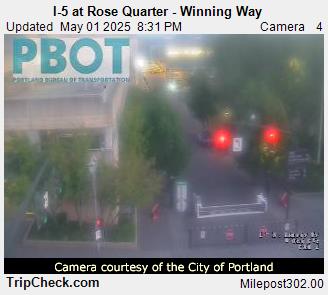 I-5 at Rose Quarter - Winning Way
Updated May 01 2025 8:31 PM Camera 4
PBOT
PORTLAND BUREAU OF TRANSPORTATION
Camera courtesy of the City of Portland
TripCheck.com Milepost302.00